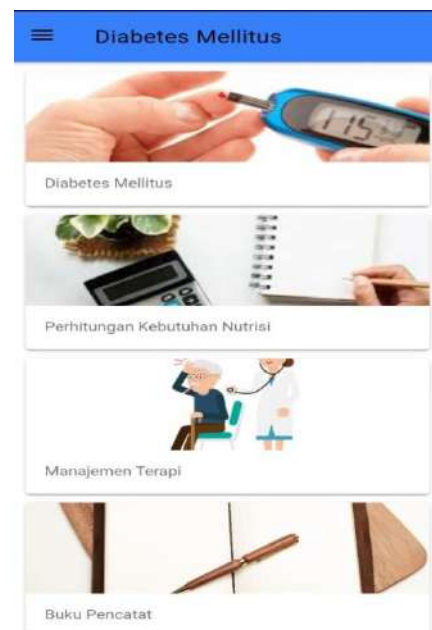 Diabetes Mellitus
115
Diabetes Mellitus
Perhitungan Kebutuhan Nutrisi
Manajemen Terapi
Buku Pencatat